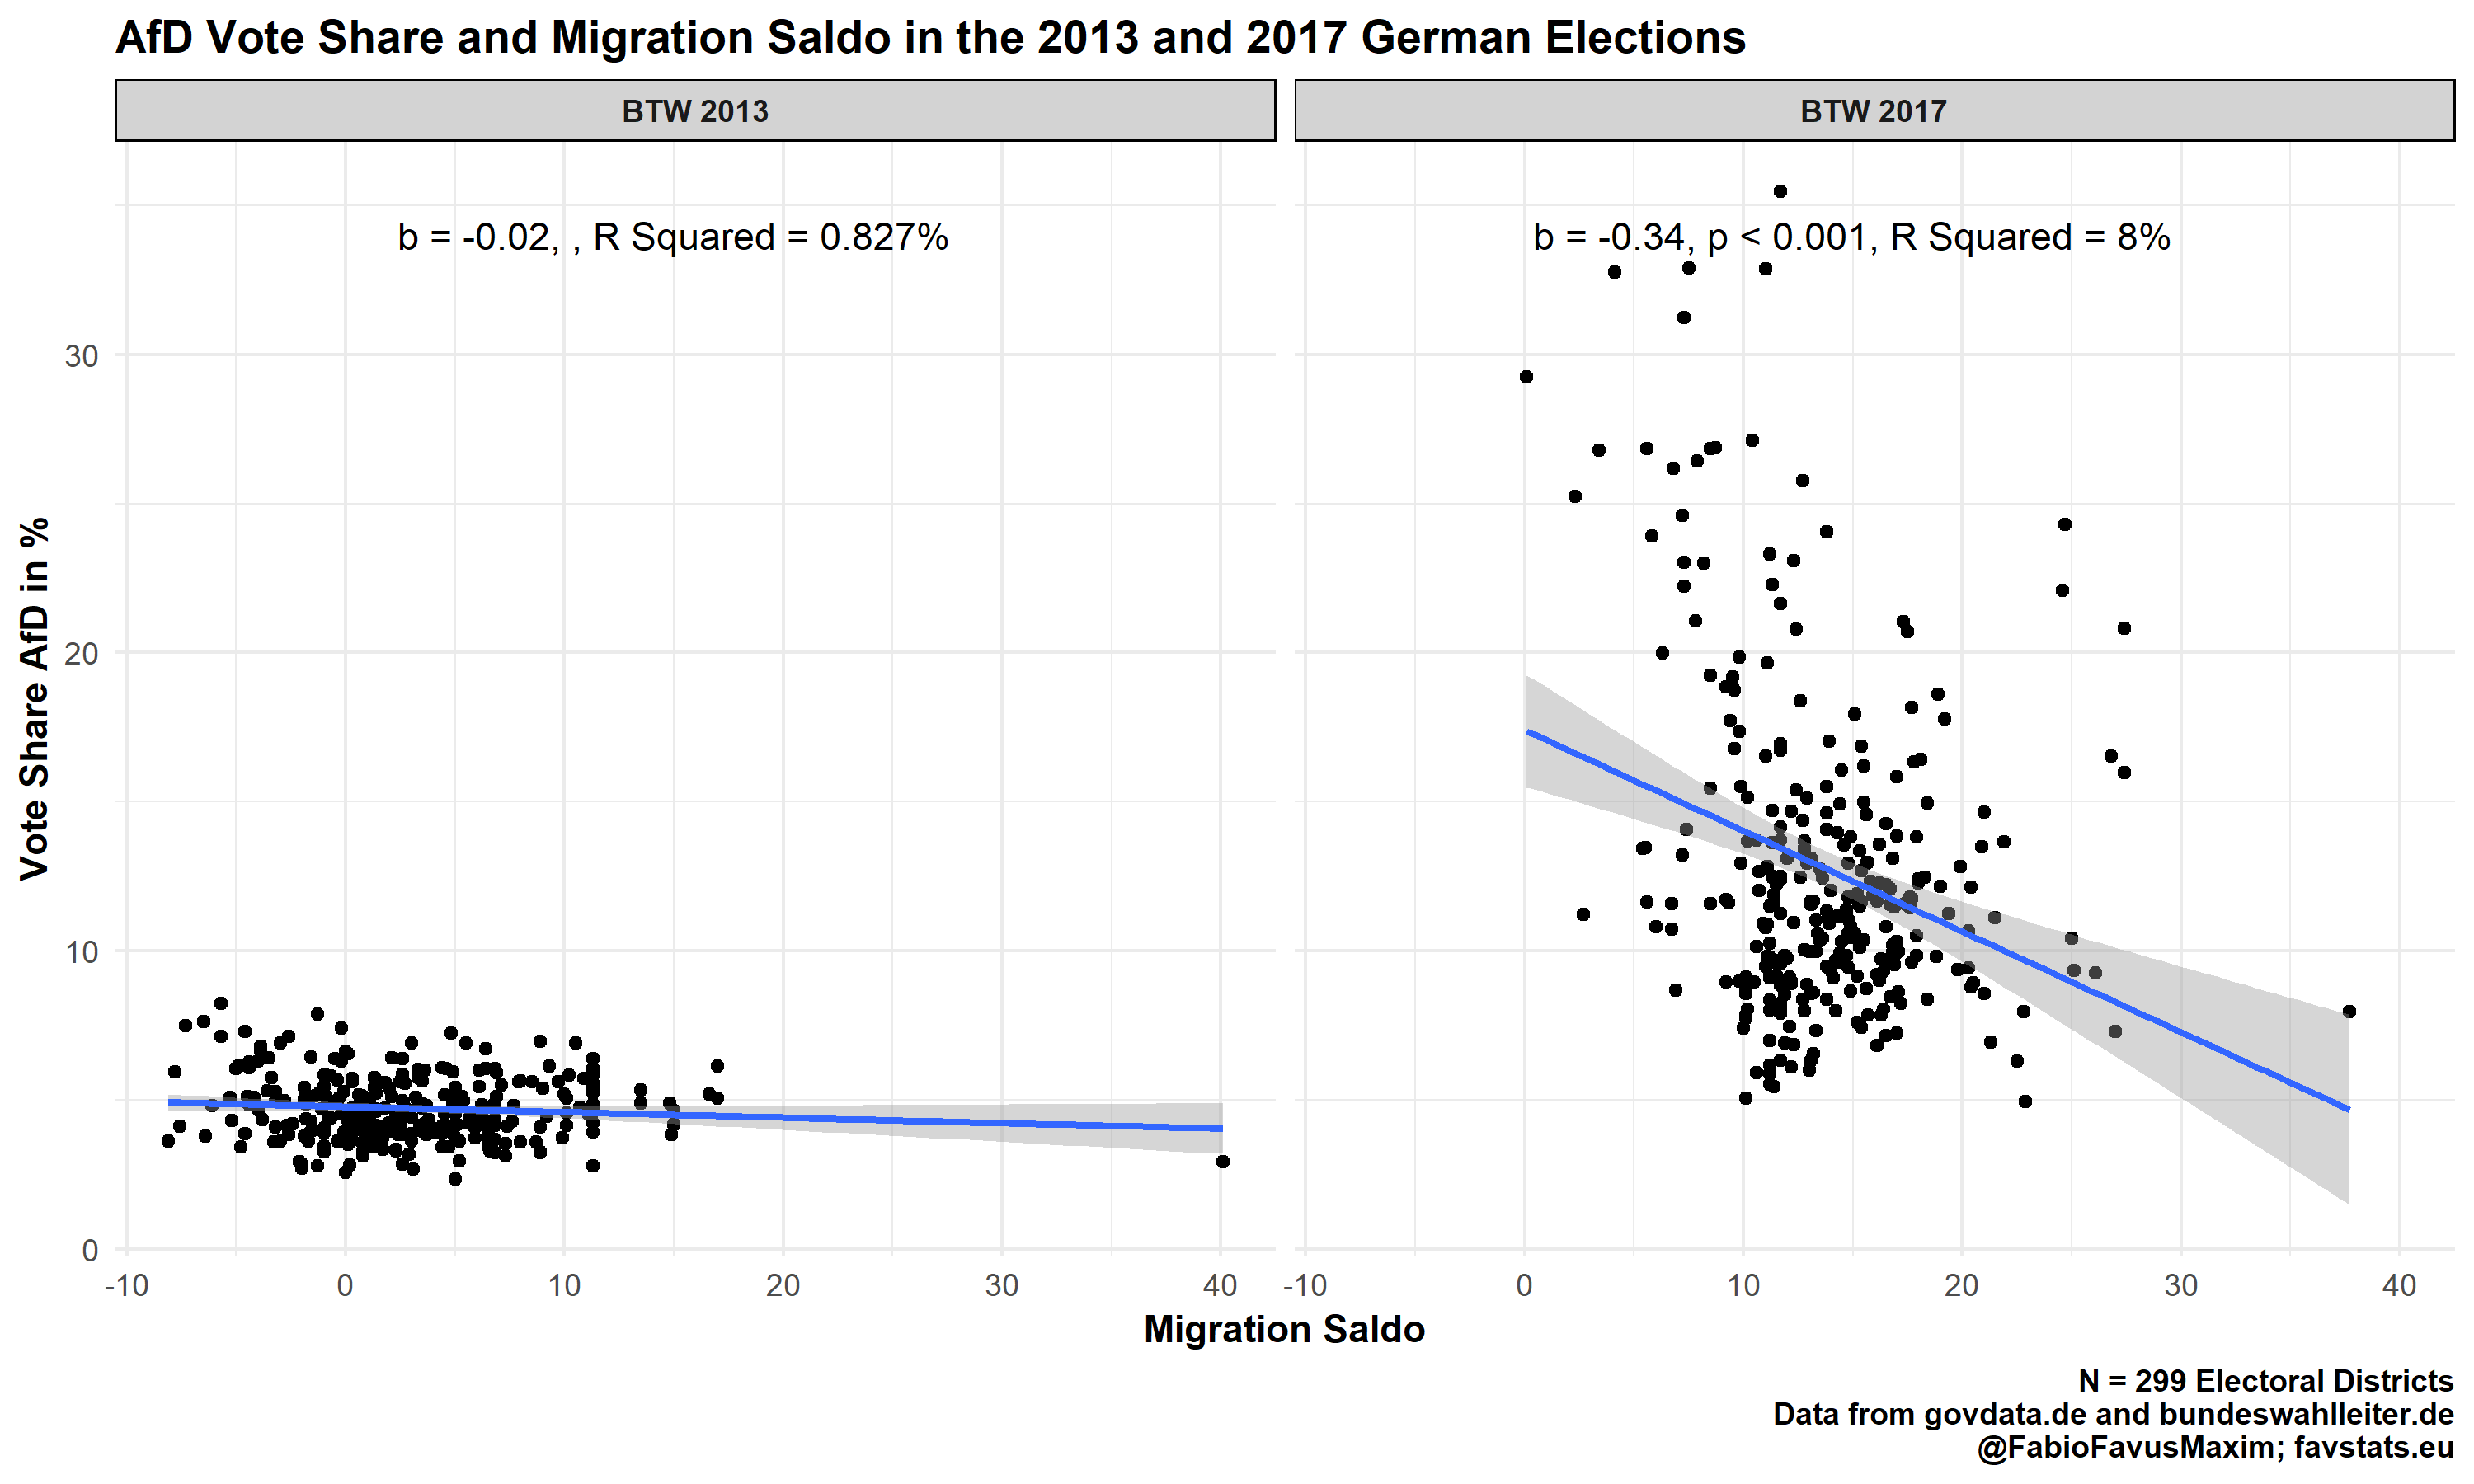 AfD Vote Share and Migration Saldo in the 2013 and 2017 German Elections
BTW 2013
BTW 2017
b = -0.02, , R Squared = 0.827%
b = -0.34, p < 0.001, R Squared = 8%
Vote Share AfD in %
30
20
10
0
-10 0 10 20 30 40
-10 0 10 20 30 40
Migration Saldo
N = 299 Electoral Districts
Data from govdata.de and bundeswahlleiter.de
@FabioFavusMaxim; favstats.eu